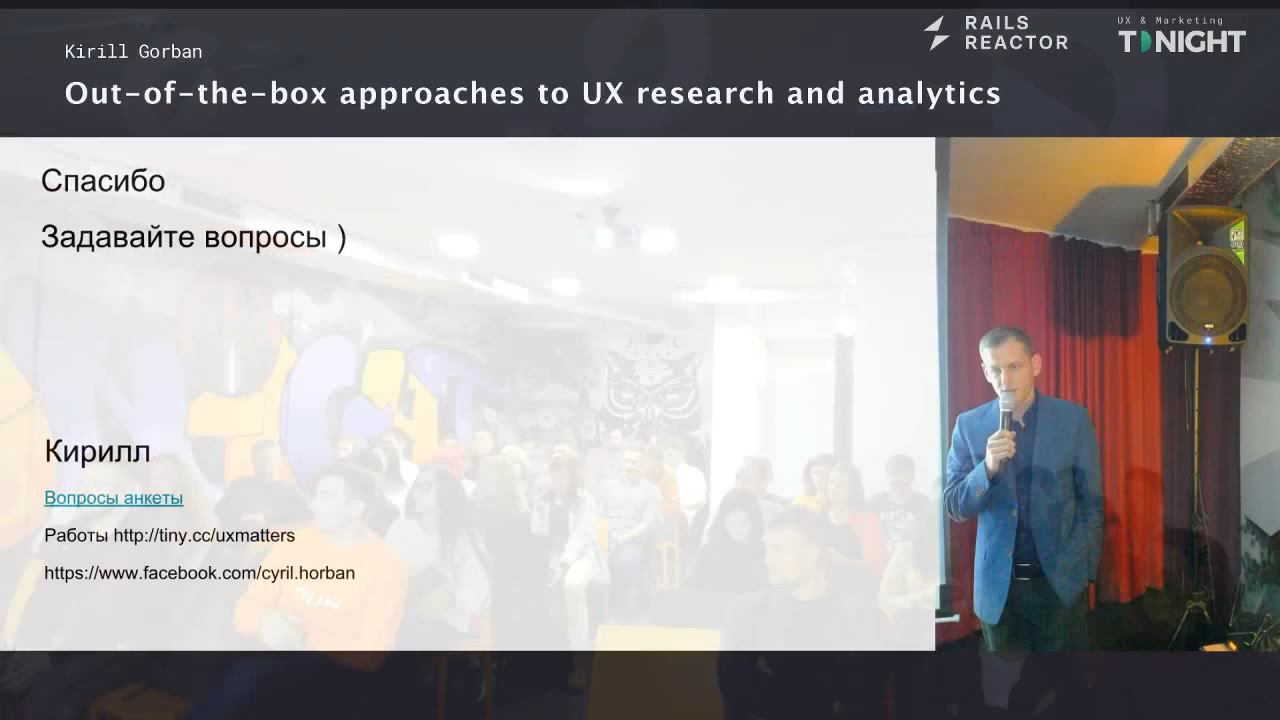 Kirill Gorban
Out-of-the-box approaches to UX research and analytics
RAILS
REACTOR
UX & Marketing
TONIGHT
Спасибо
Задавайте вопросы )
Кирилл
Вопросы анкеты
Работы http://tiny.cc/uxmatters
https://www.facebook.com/cyril.horban